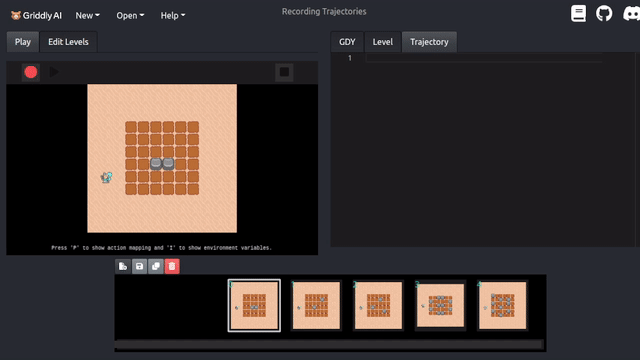 Griddly AI
New
Open
Help
Recording Trajectories
Play
Edit Levels
GDY
Level
Trajectory
1
Press 'P' to show action mapping and 'I' to show environment variables.